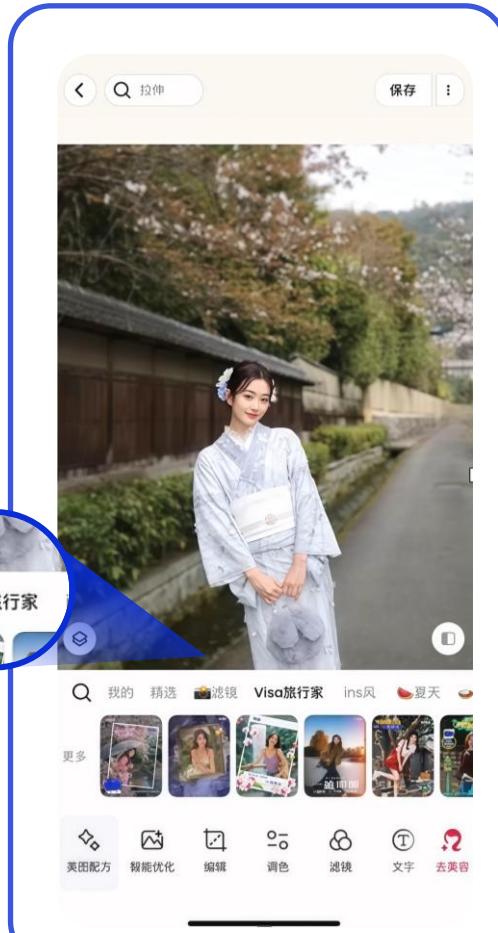 拉伸
保存
行家
我的 精选 📸滤镜 Visa旅行家 ins风 🍉夏天
更多
美图配方 智能优化 编辑 调色 滤镜 文字 去美容